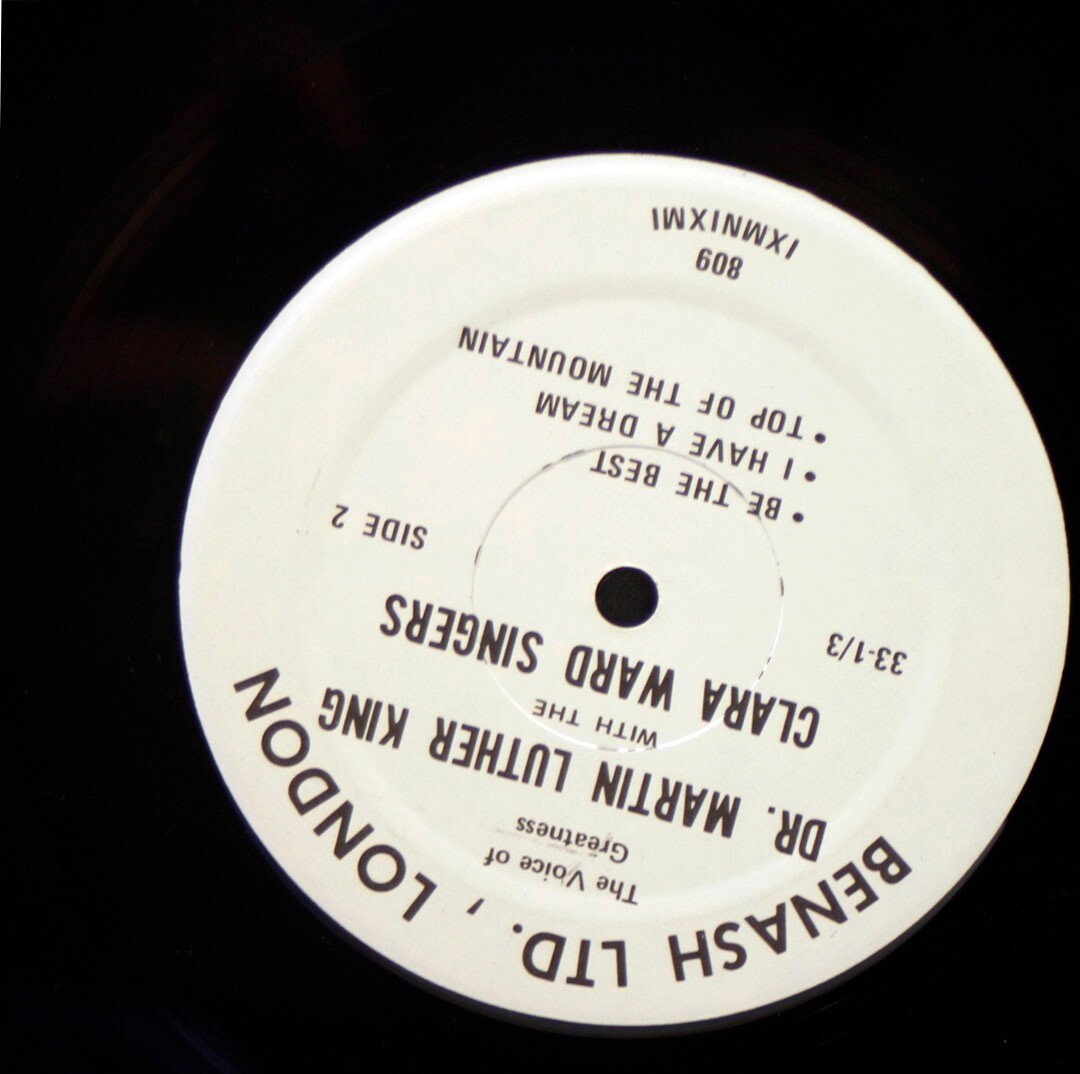 BENASH LTD., LONDON
The Voice of
Greatness
DR. MARTIN LUTHER KING
WITH THE
CLARA WARD SINGERS
33-1/3
SIDE 2
• BE THE BEST
• I HAVE A DREAM
• TOP OF THE MOUNTAIN
809
IXMNIXMI